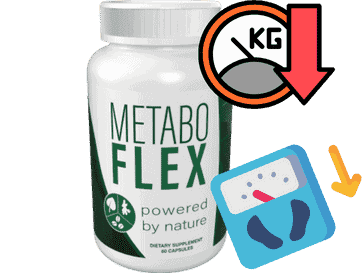 KG
METABO
FLEX
powered
by nature
DIETARY SUPPLEMENT
60 CAPSULES